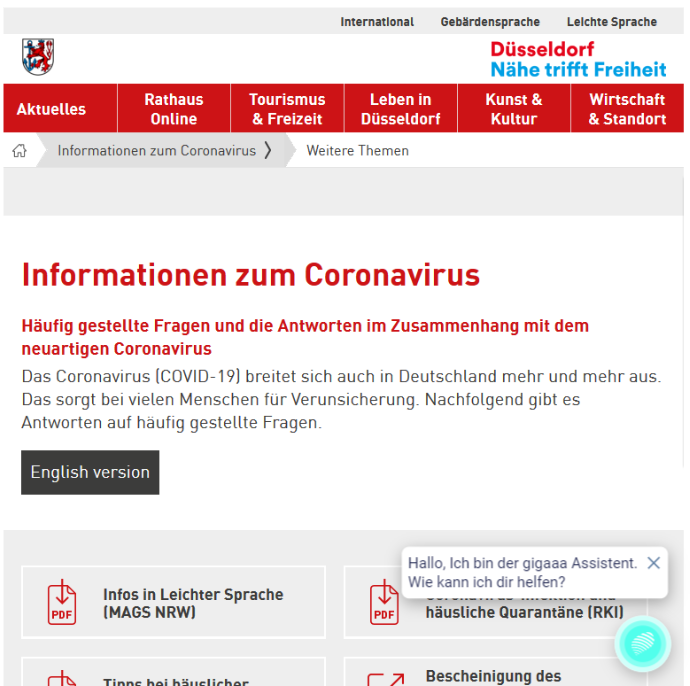 International Gebärdensprache Leichte Sprache
Düsseldorf
Nähe trifft Freiheit
Aktuelles
Rathaus
Online
Tourismus
& Freizeit
Leben in
Düsseldorf
Kunst &
Kultur
Wirtschaft
& Standort
Informationen zum Coronavirus
Weitere Themen
Informationen zum Coronavirus
Häufig gestellte Fragen und die Antworten im Zusammenhang mit dem
neuartigen Coronavirus
Das Coronavirus (COVID-19) breitet sich auch in Deutschland mehr und mehr aus.
Das sorgt bei vielen Menschen für Verunsicherung. Nachfolgend gibt es
Antworten auf häufig gestellte Fragen.
English version
Hallo, Ich bin der gigaaa Assistent.
Wie kann ich dir helfen?
PDF
Infos in Leichter Sprache
(MAGS NRW)
PDF
häusliche Quarantäne (RKI)
Tipps bei häuslicher
Bescheinigung des